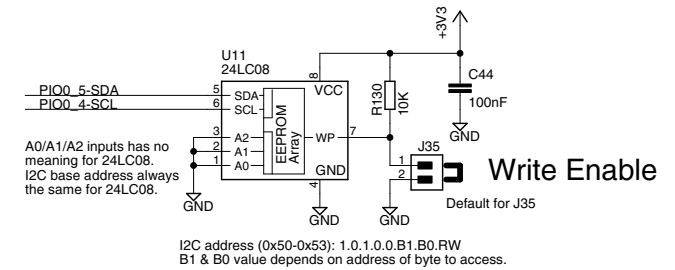 +3V3
U11
24LC08
8
VCC
R130
10K
C44
100nF
GND
PIO0_5-SDA
5
SDA
PIO0_4-SCL
6
SCL
EEPROM
Array
3
A2
2
A1
1
A0
WP
7
GND
4
J35
1
2
Write Enable
Default for J35
A0/A1/A2 inputs has no
meaning for 24LC08.
I2C base address always
the same for 24LC08.
GND
GND
GND
I2C address (0x50-0x53): 1.0.1.0.0.B1.B0.RW
B1 & B0 value depends on address of byte to access.